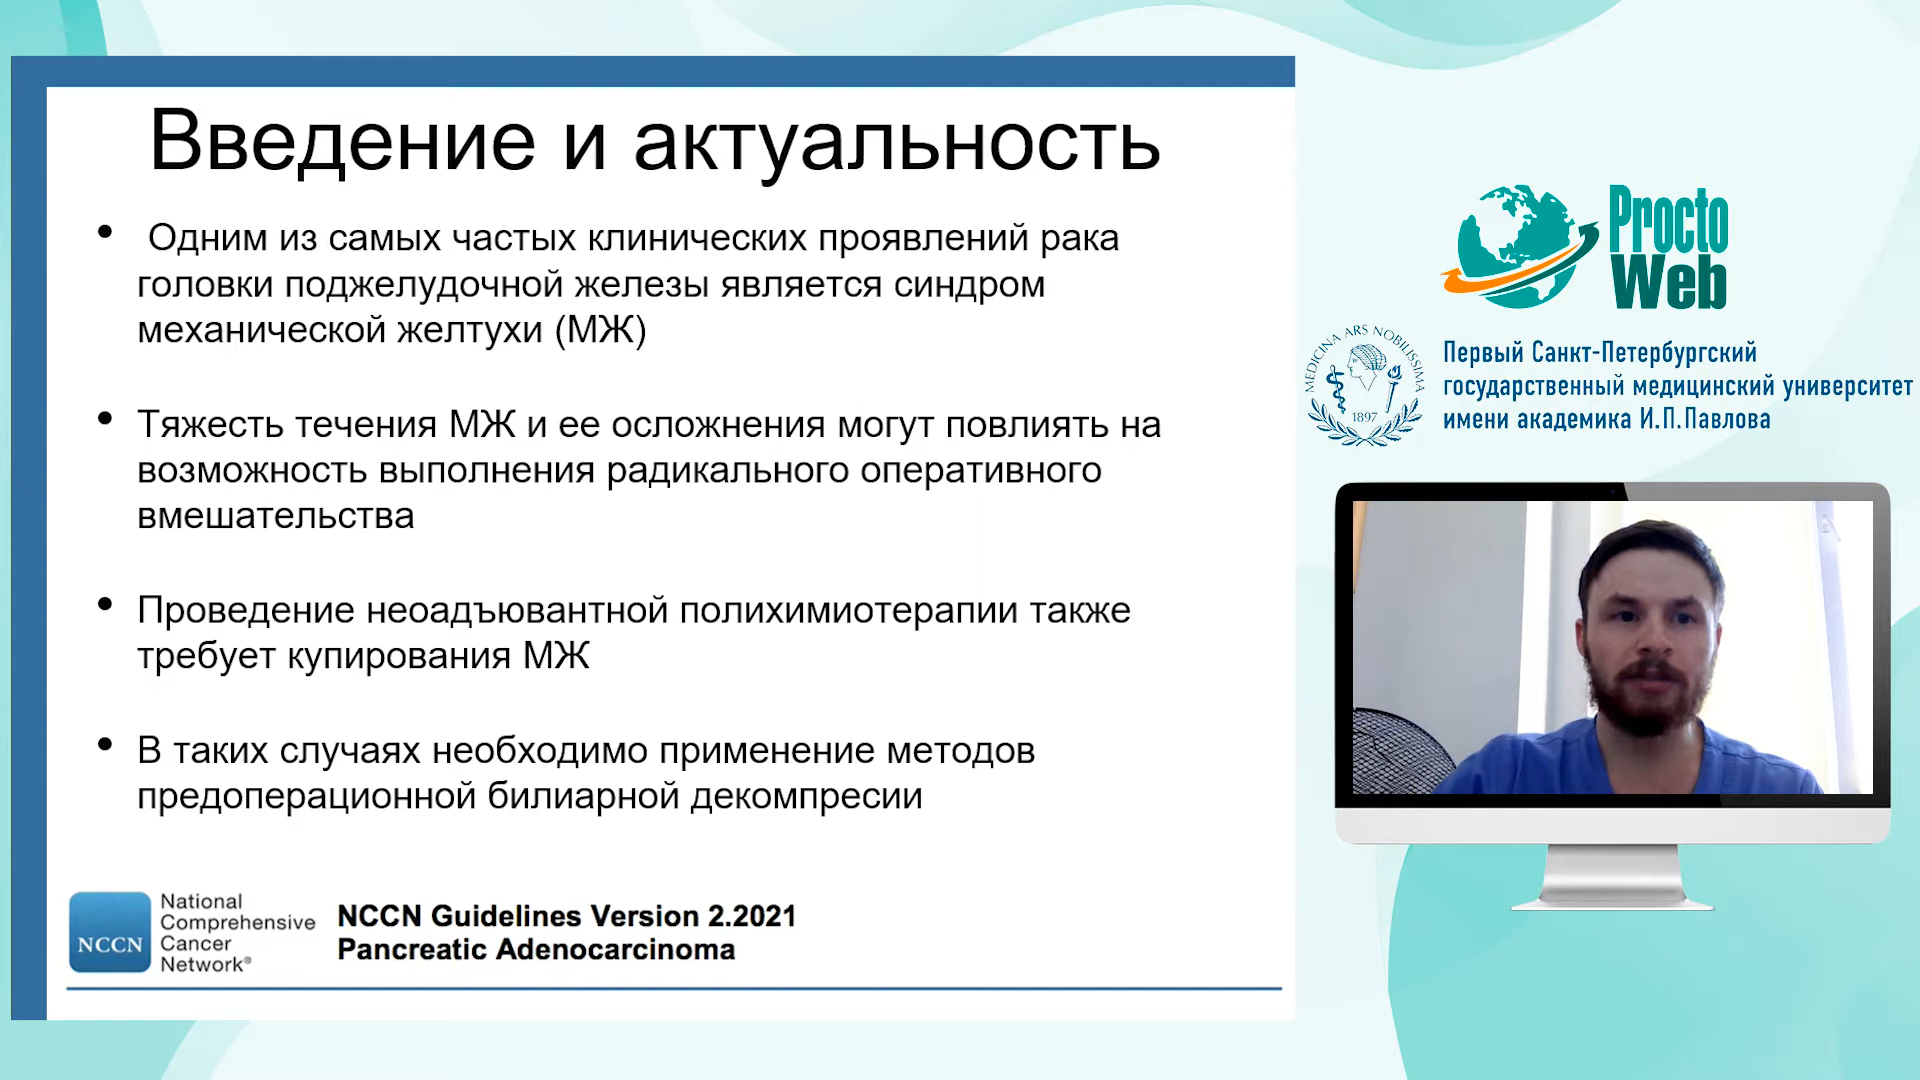 Введение и актуальность
• Одним из самых частых клинических проявлений рака
головки поджелудочной железы является синдром
механической желтухи (МЖ)
• Тяжесть течения МЖ и ее осложнения могут повлиять на
возможность выполнения радикального оперативного
вмешательства
• Проведение неоадъювантной полихимиотерапии также
требует купирования МЖ
• В таких случаях необходимо применение методов
предоперационной билиарной декомпресии
NCCN
National
Comprehensive
Cancer
Network®
NCCN Guidelines Version 2.2021
Pancreatic Adenocarcinoma
Procto
Web
MEDICINA ARS NOBILISSIMA
1897
Первый Санкт-Петербургский
государственный медицинский университет
имени академика И.П.Павлова